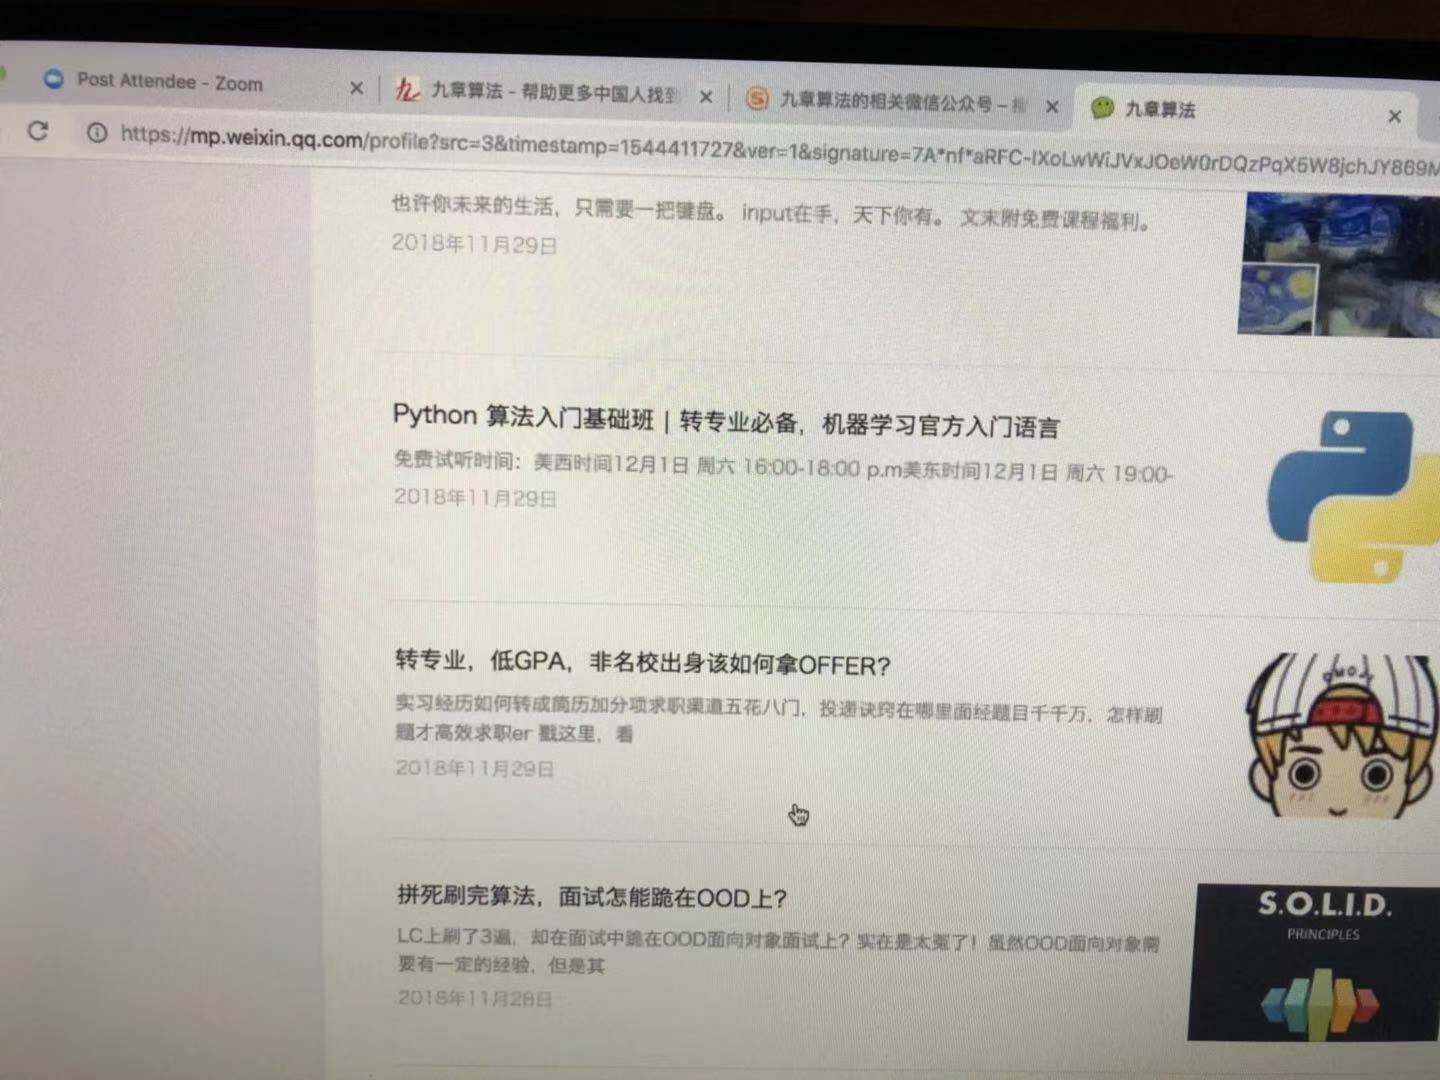 Post Attendee - Zoom
九章算法 - 帮助更多中国人找到
九章算法的相关微信公众号 –
九章算法
https://mp.weixin.qq.com/profile?src=3&timestamp=1544411727&ver=1&signature=7A*nf*aRFC-IXoLwWiJVxJOeW0rDQzPqX5W8jchJY869M
也许你未来的生活，只需要一把键盘。 input在手，天下你有。 文末附免费课程福利。
2018年11月29日
Python 算法入门基础班 | 转专业必备，机器学习官方入门语言
免费试听时间：美西时间12月1日 周六 16:00-18:00 p.m美东时间12月1日 周六 19:00-
2018年11月29日
转专业，低GPA，非名校出身该如何拿OFFER？
实习经历如何转成简历加分项求职渠道五花八门，投递诀窍在哪里面经题目千千万，怎样刷
题才高效求职er 戳这里，看
2018年11月29日
拼死刷完算法，面试怎能跪在OOD上？
LC上刷了3遍，却在面试中跪在OOD面向对象面试上？实在是太冤了！虽然OOD面向对象需
要有一定的经验，但是其
2018年11月28日
S.O.L.I.D.
PRINCIPLES